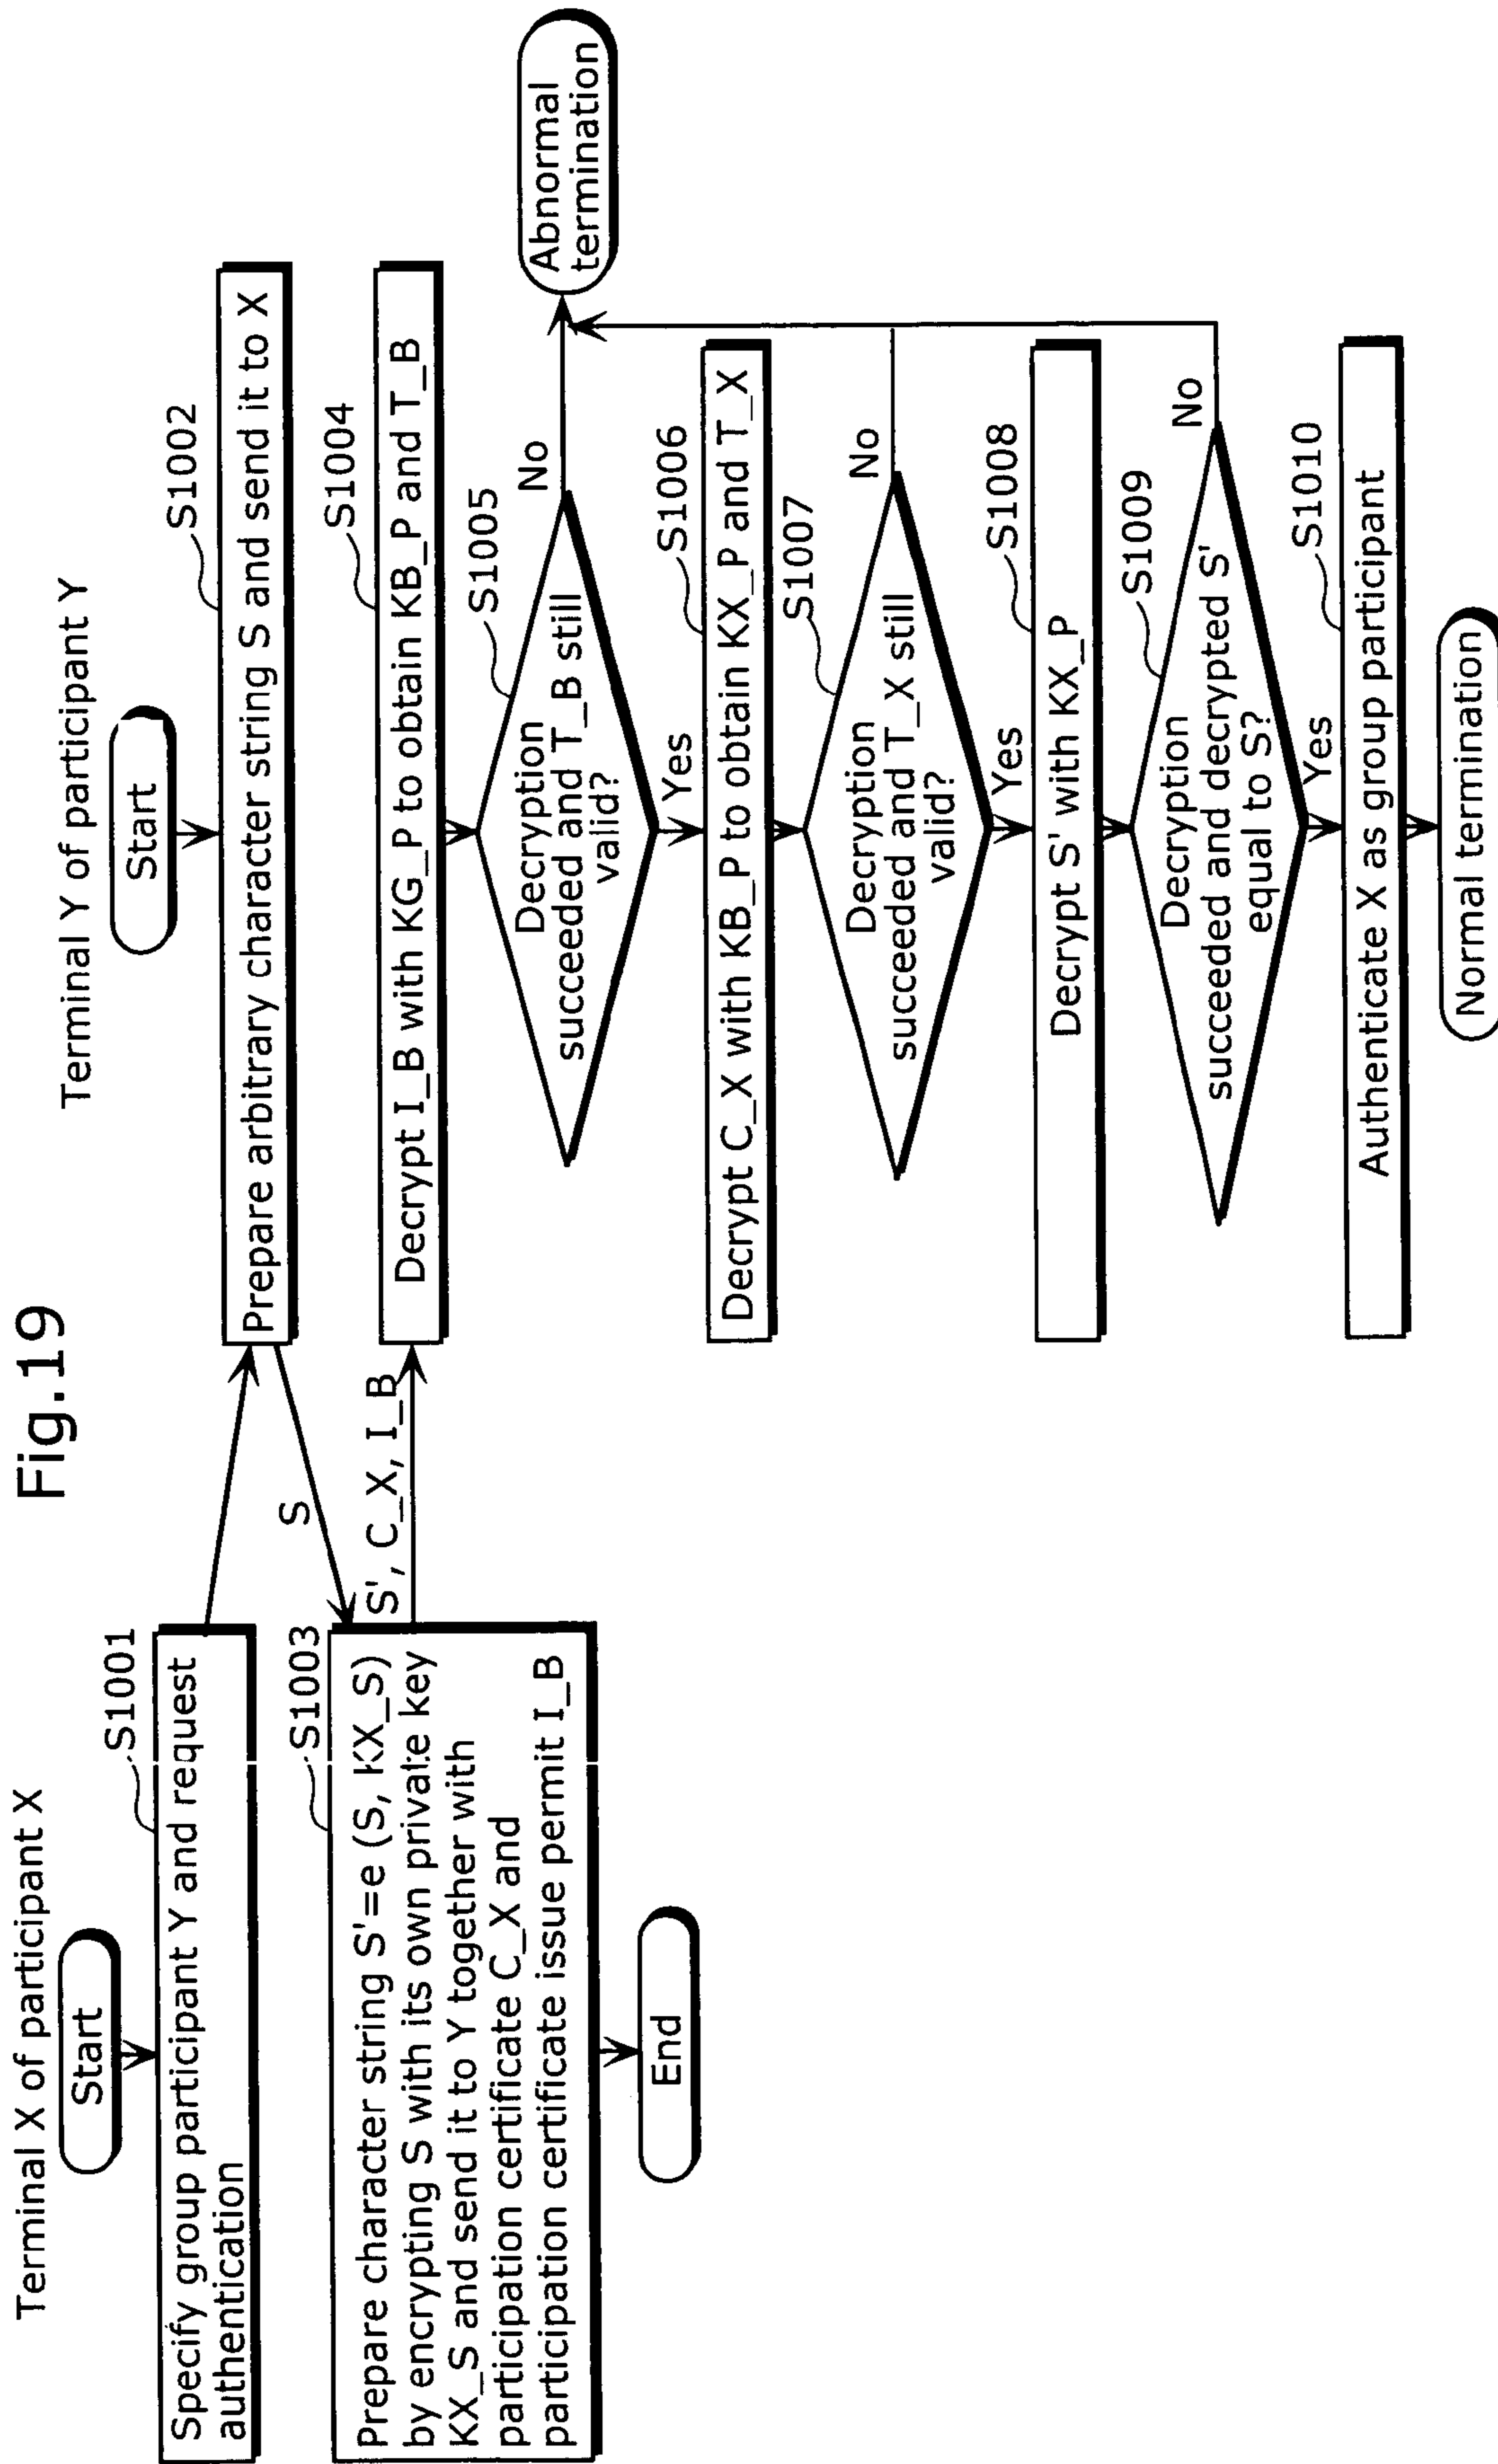 Fig.19
Terminal X of participant X
Start
S1001
Specify group participant Y and request
authentication
S
S1003
Prepare character string S'=e (S, KX_S)
by encrypting S with its own private key
KX_S and send it to Y together with
participation certificate C_X and
participation certificate issue permit I_B
S', C_X, I_B
End
Terminal Y of participant Y
Start
S1002
Prepare arbitrary character string S and send it to X
S1004
Decrypt I_B with KG_P to obtain KB_P and T_B
S1005
Decryption
succeeded and T_B still
valid?
No
Abnormal
termination
Yes
S1006
Decrypt C_X with KB_P to obtain KX_P and T_X
S1007
Decryption
succeeded and T_X still
valid?
No
Yes
S1008
Decrypt S' with KX_P
S1009
Decryption
succeeded and decrypted S'
equal to S?
No
Yes
S1010
Authenticate X as group participant
Normal termination